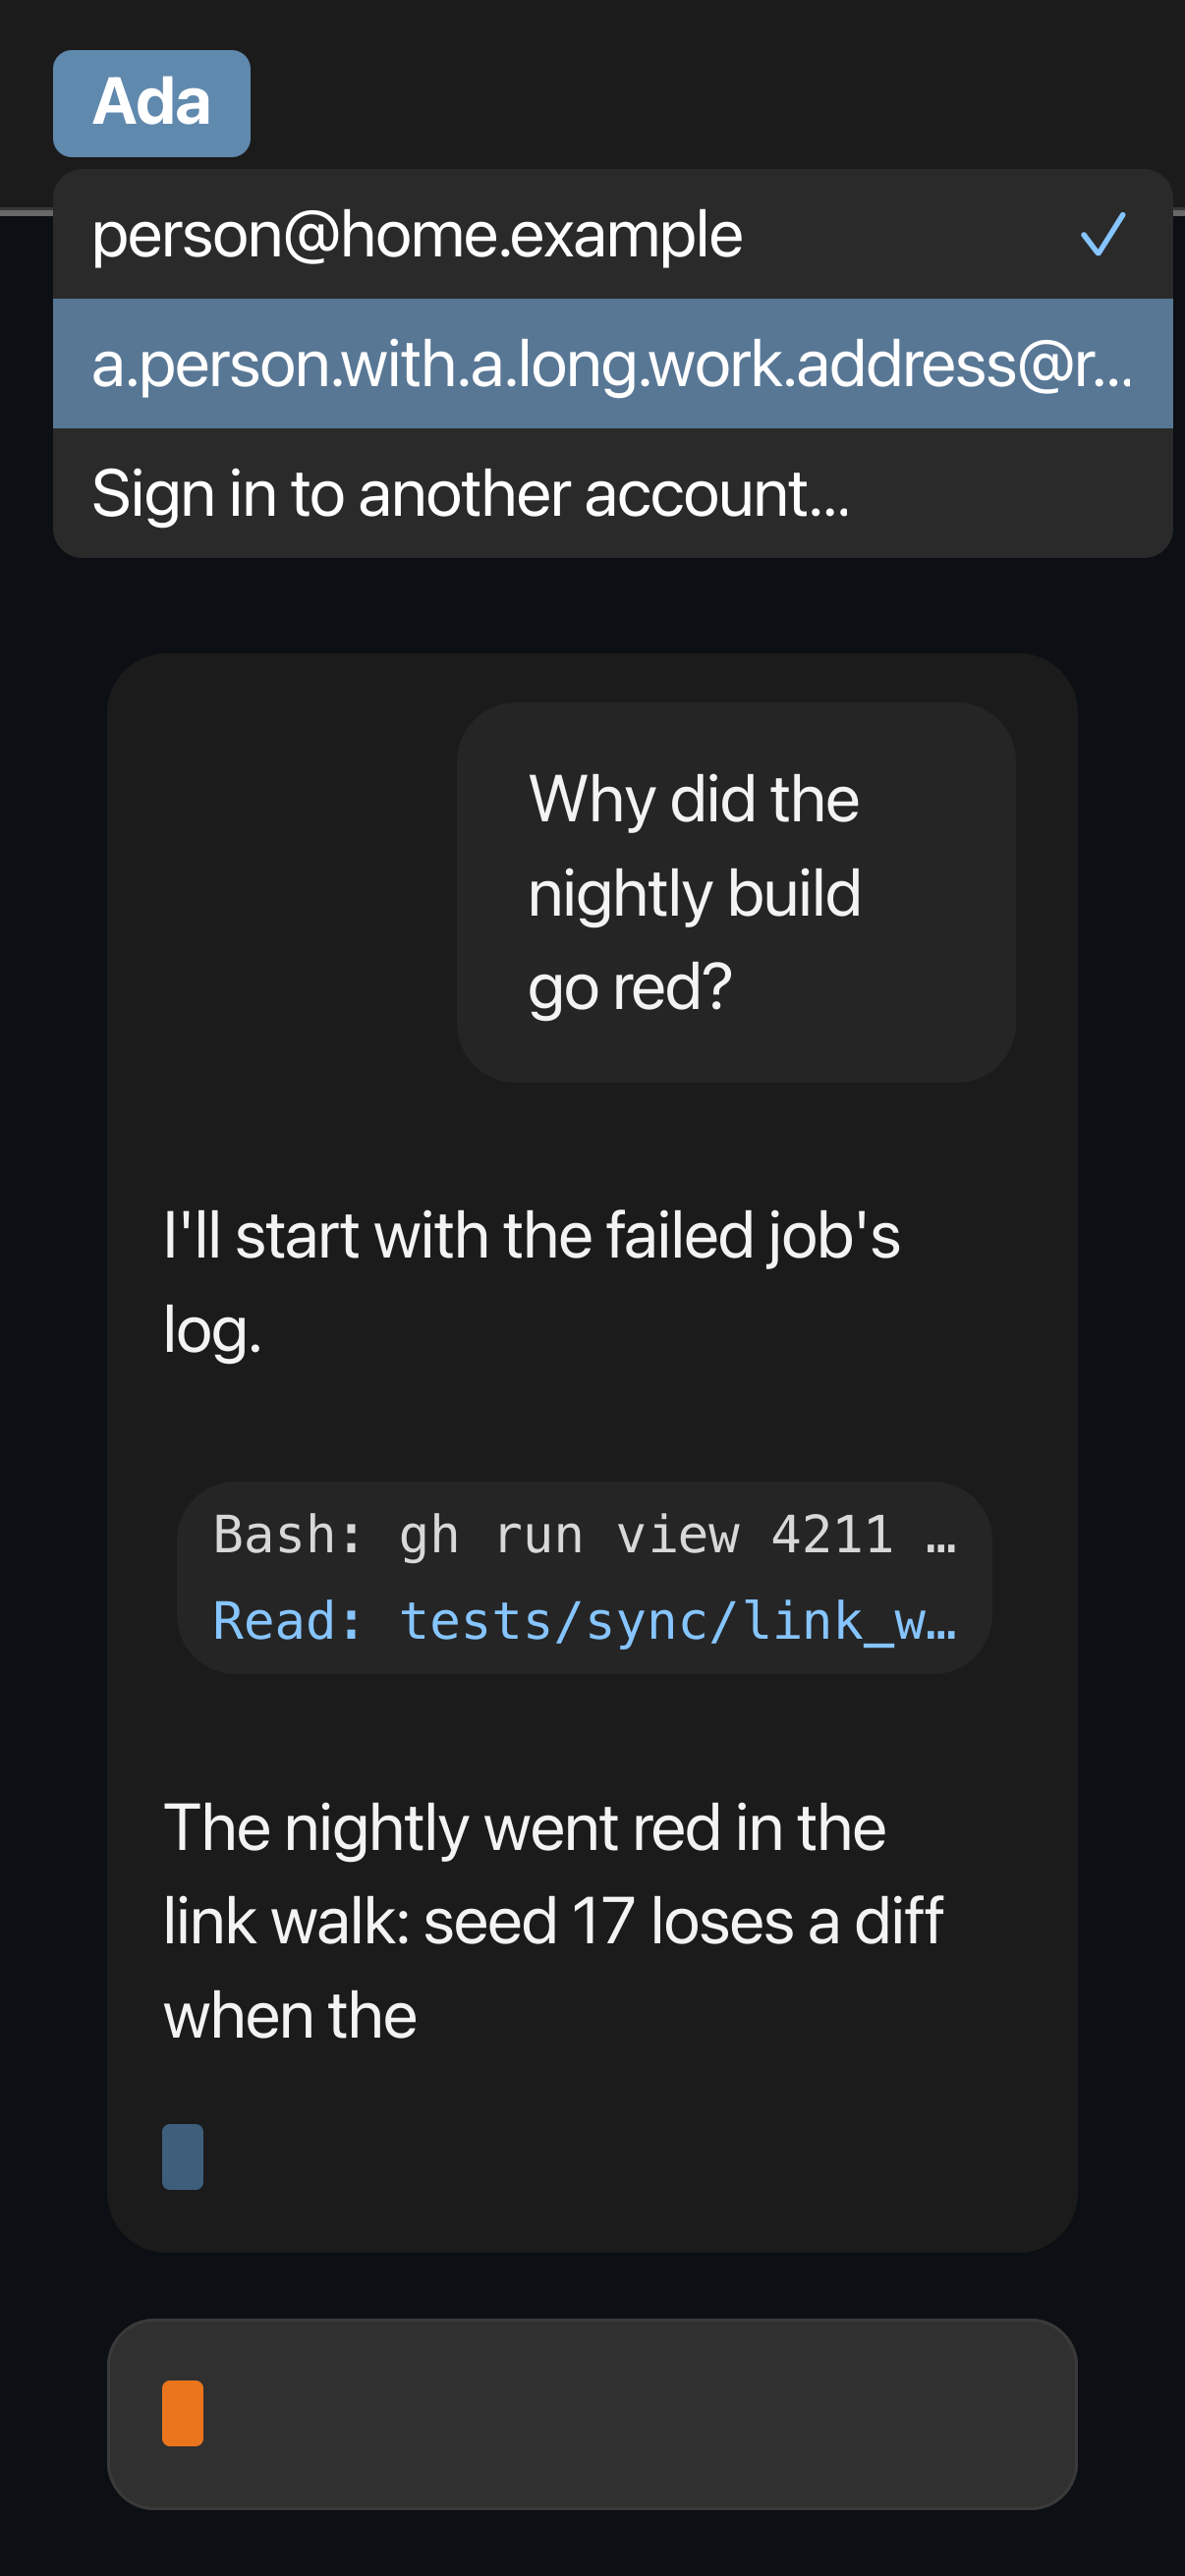 Ada
person@home.example ✓
a.person.with.a.long.work.address@r...
Sign in to another account...
Why did the
nightly build
go red?
I'll start with the failed job's
log.
Bash: gh run view 4211 …
Read: tests/sync/link_w…
The nightly went red in the
link walk: seed 17 loses a diff
when the